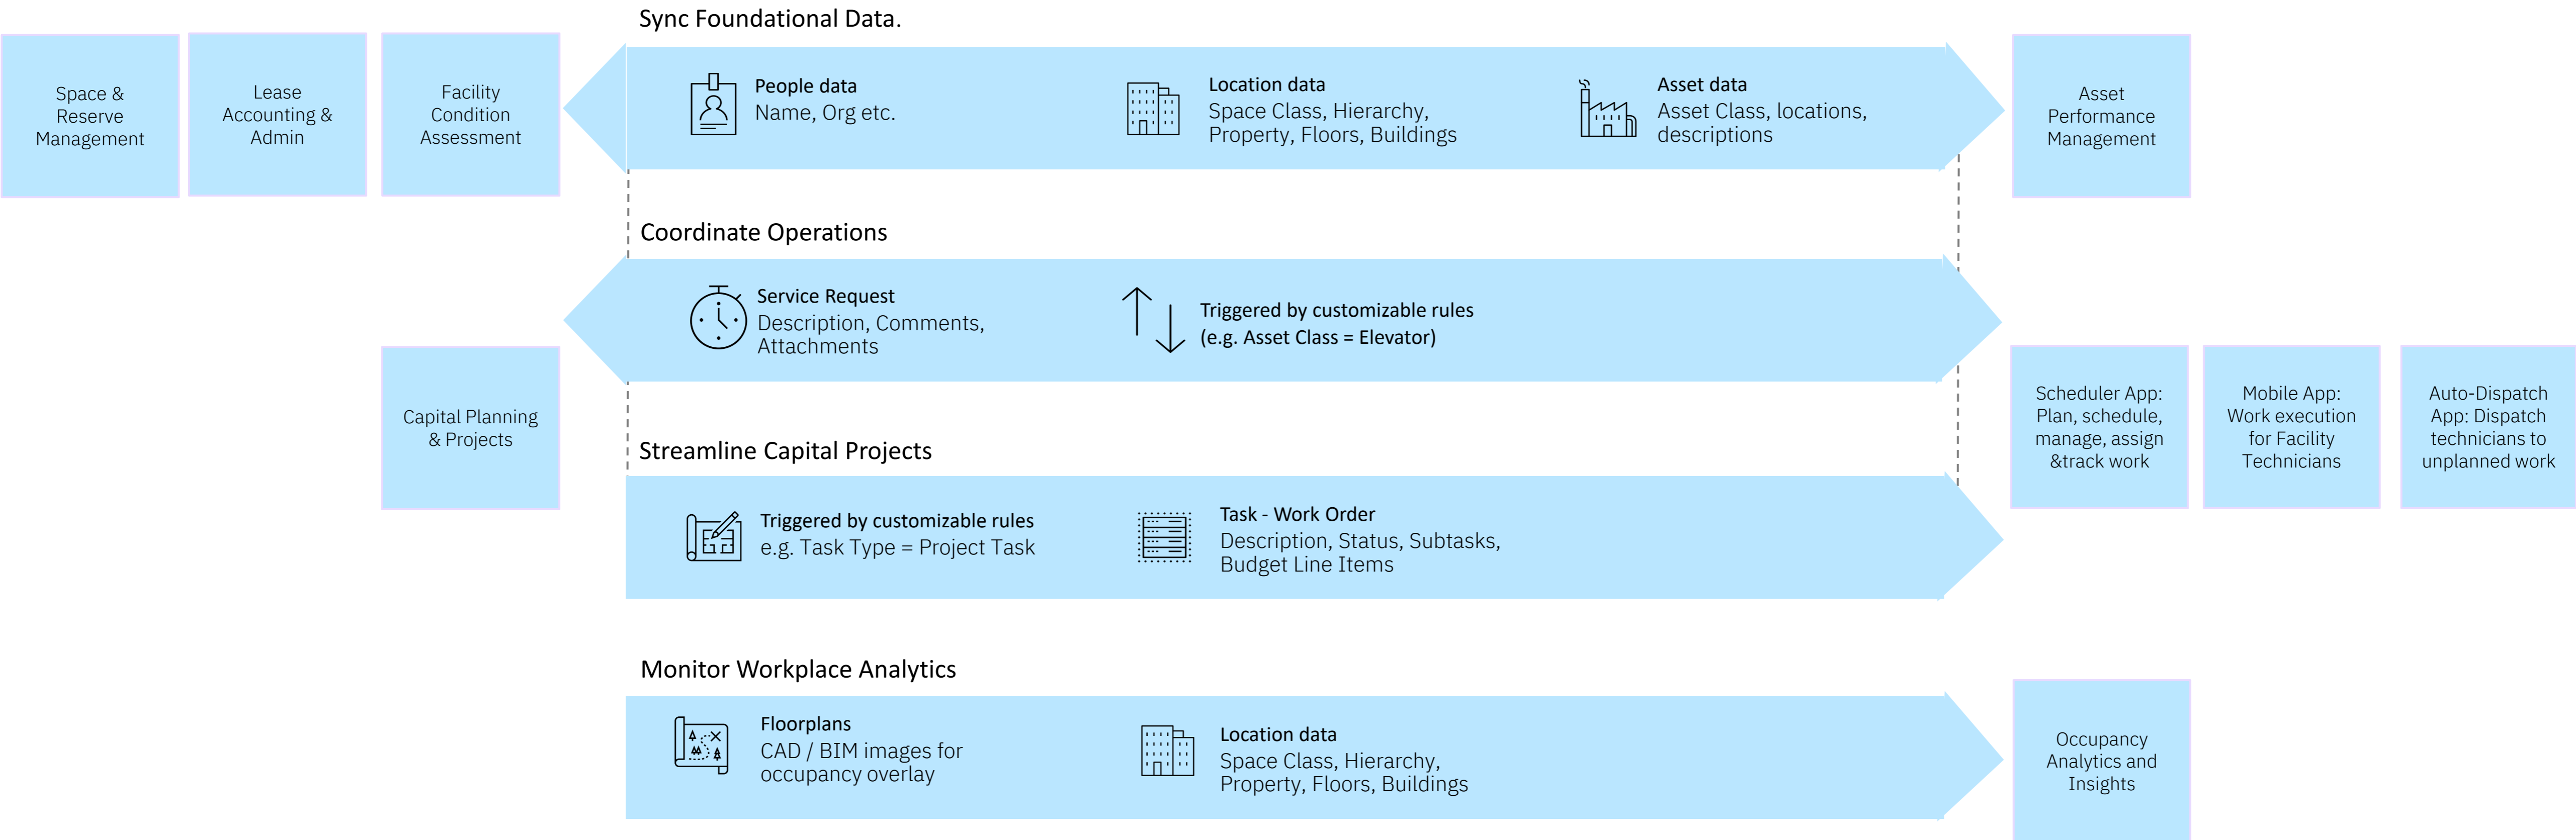 Sync Foundational Data.
Space &
Reserve
Management
Lease
Accounting &
Admin
Facility
Condition
Assessment
People data
Name, Org etc.
Location data
Space Class, Hierarchy,
Property, Floors, Buildings
Asset data
Asset Class, locations,
descriptions
Asset
Performance
Management
Coordinate Operations
Service Request
Description, Comments,
Attachments
Triggered by customizable rules
(e.g. Asset Class = Elevator)
Capital Planning
& Projects
Scheduler App:
Plan, schedule,
manage, assign
&track work
Mobile App:
Work execution
for Facility
Technicians
Auto-Dispatch
App: Dispatch
technicians to
unplanned work
Streamline Capital Projects
Triggered by customizable rules
e.g. Task Type = Project Task
Task - Work Order
Description, Status, Subtasks,
Budget Line Items
Monitor Workplace Analytics
Floorplans
CAD / BIM images for
occupancy overlay
Location data
Space Class, Hierarchy,
Property, Floors, Buildings
Occupancy
Analytics and
Insights